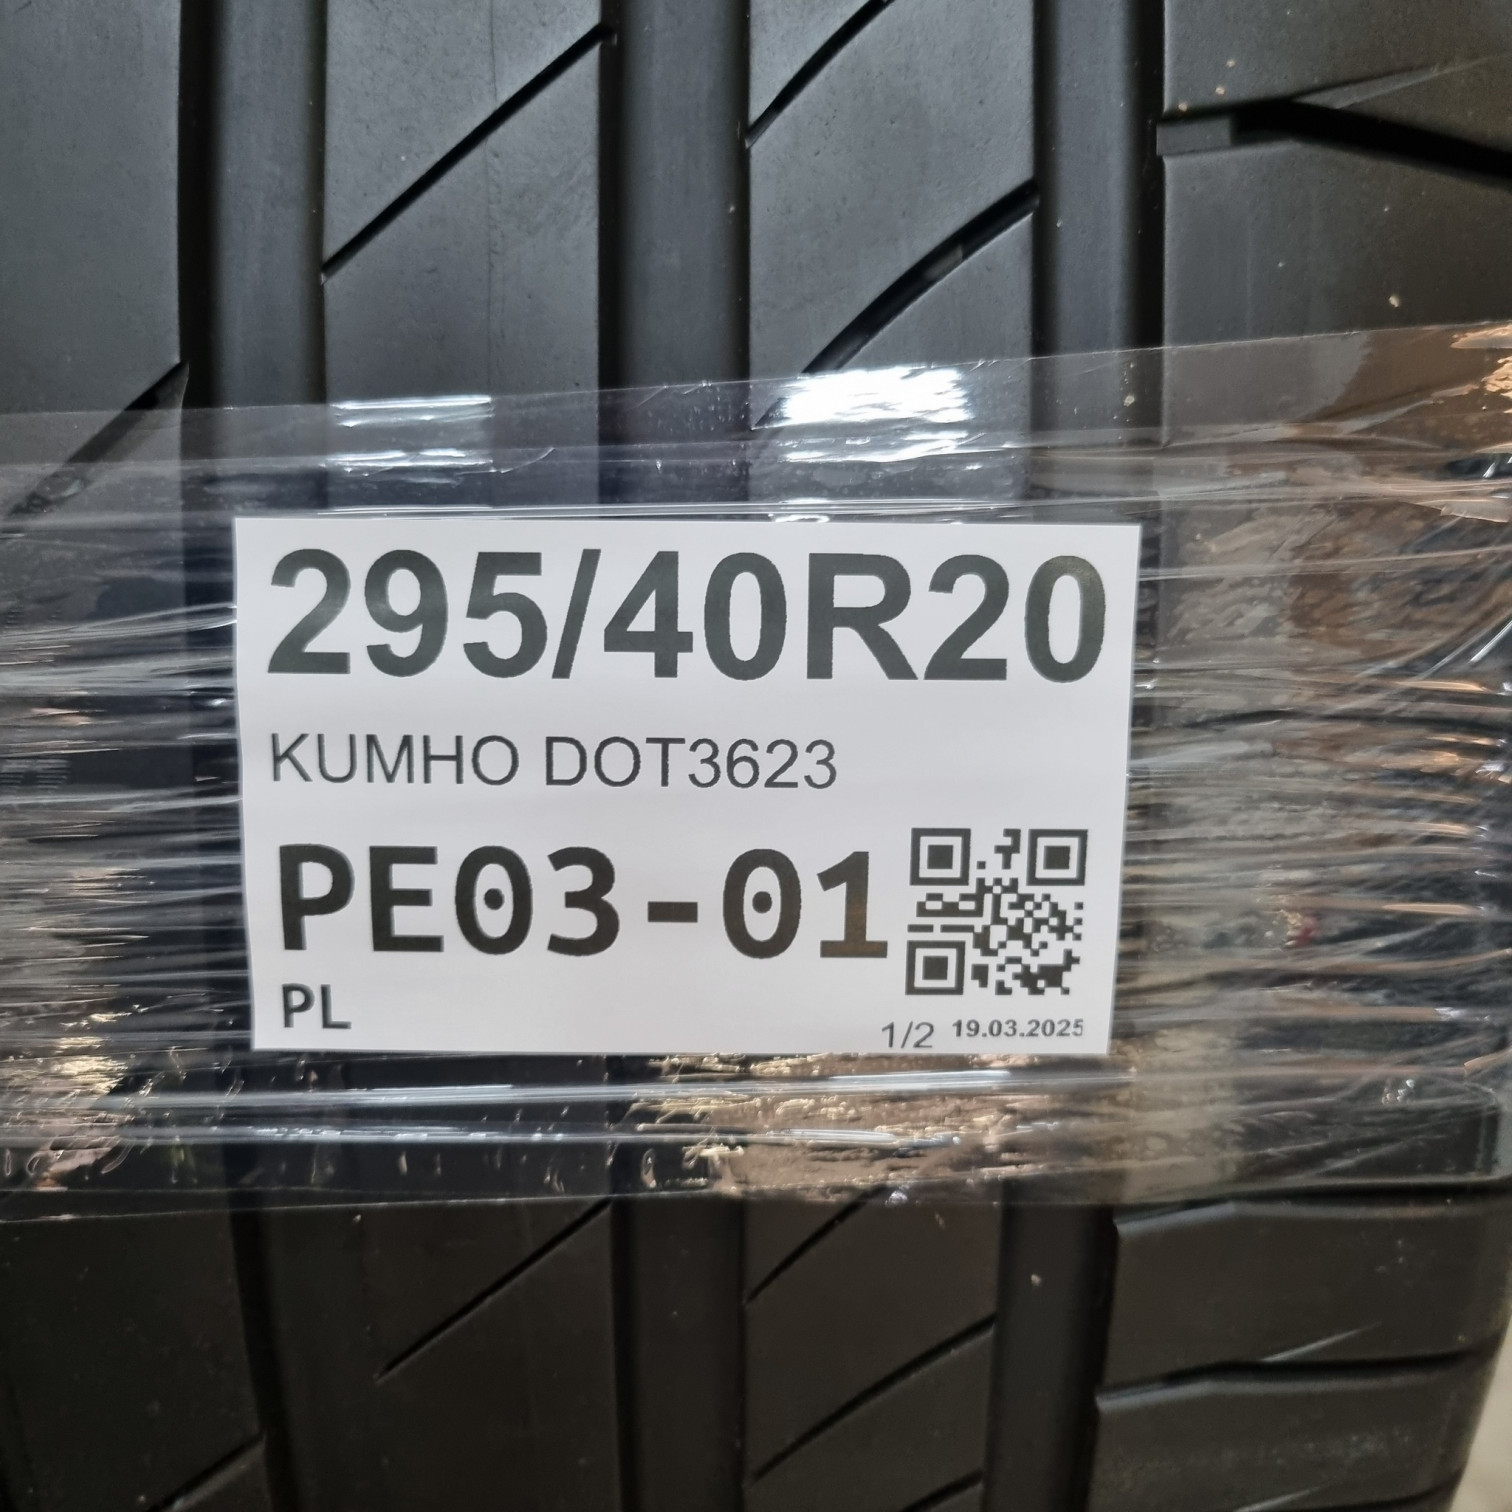 295/40R20
KUMHO DOT3623
PE03-01
PL
1/2 19.03.2025